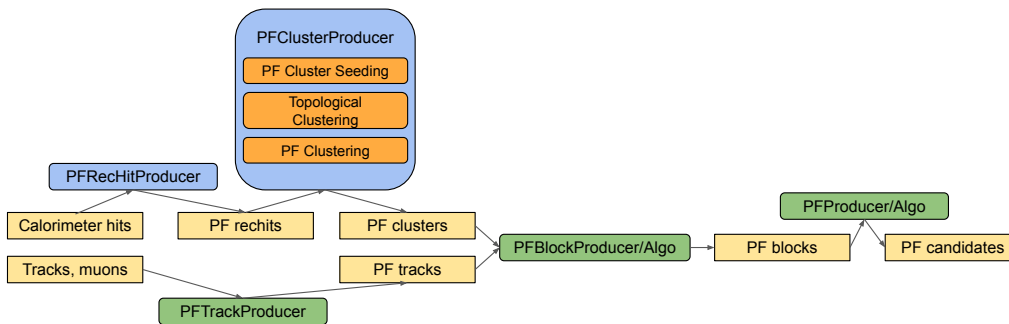 PFClusterProducer
PF Cluster Seeding
Topological
Clustering
PF Clustering
PFRecHitProducer
PFProducer/Algo
Calorimeter hits
PF rechits
PF clusters
PFBlockProducer/Algo
PF blocks
PF candidates
Tracks, muons
PF tracks
PFTrackProducer